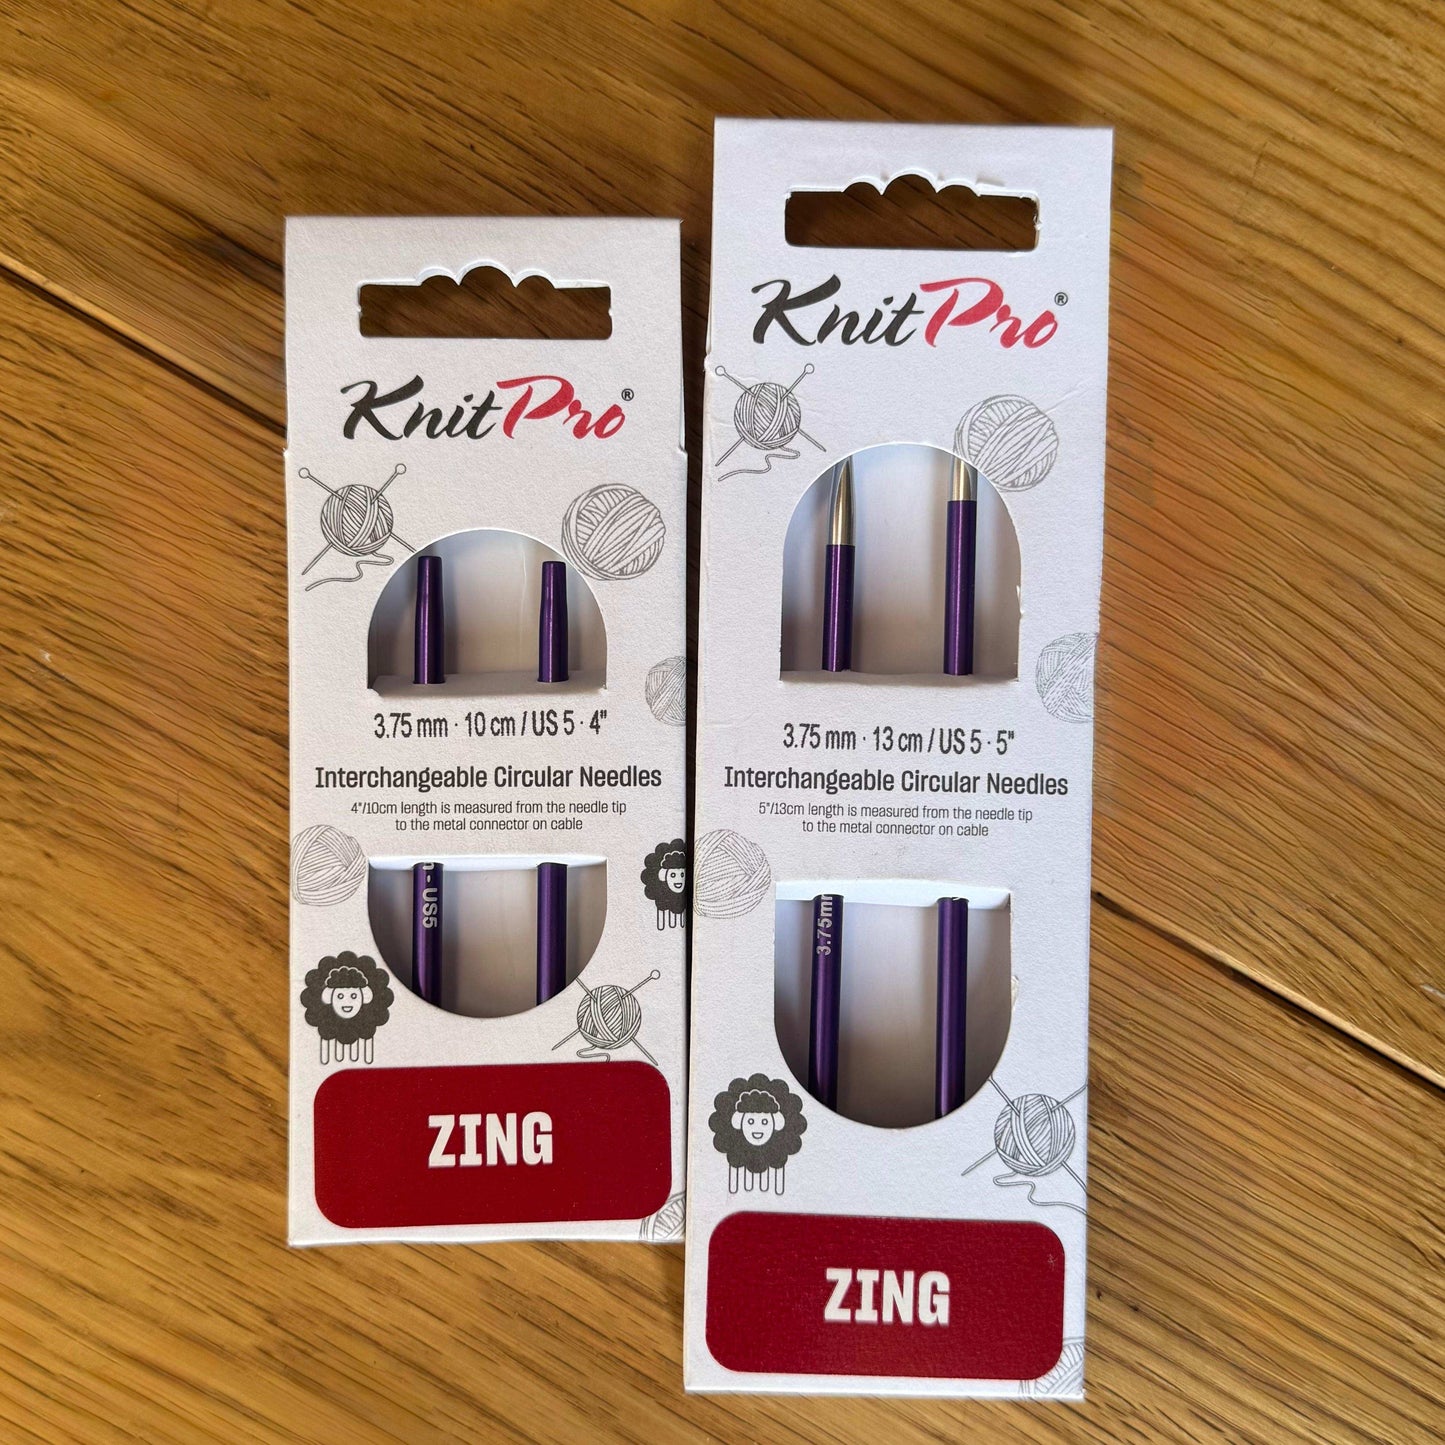 KnitPro®
3.75 mm · 10 cm / US 5 · 4"
Interchangeable Circular Needles
4"/10cm length is measured from the needle tip
to the metal connector on cable
- US5
ZING
KnitPro®
3.75 mm · 13 cm / US 5 · 5"
Interchangeable Circular Needles
5"/13cm length is measured from the needle tip
to the metal connector on cable
3.75m
ZING